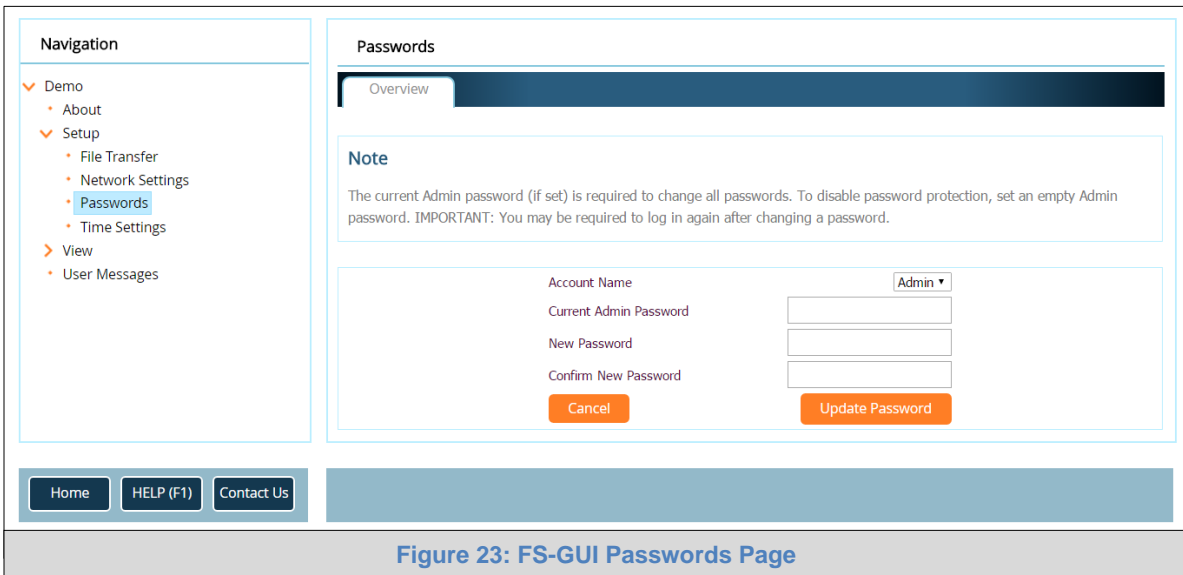 Navigation
Demo
About
Setup
File Transfer
Network Settings
Passwords
Time Settings
View
User Messages
Passwords
Overview
Note
The current Admin password (if set) is required to change all passwords. To disable password protection, set an empty Admin
password. IMPORTANT: You may be required to log in again after changing a password.
Account Name
Admin
Current Admin Password
New Password
Confirm New Password
Cancel
Update Password
Home
HELP (F1)
Contact Us
Figure 23: FS-GUI Passwords Page